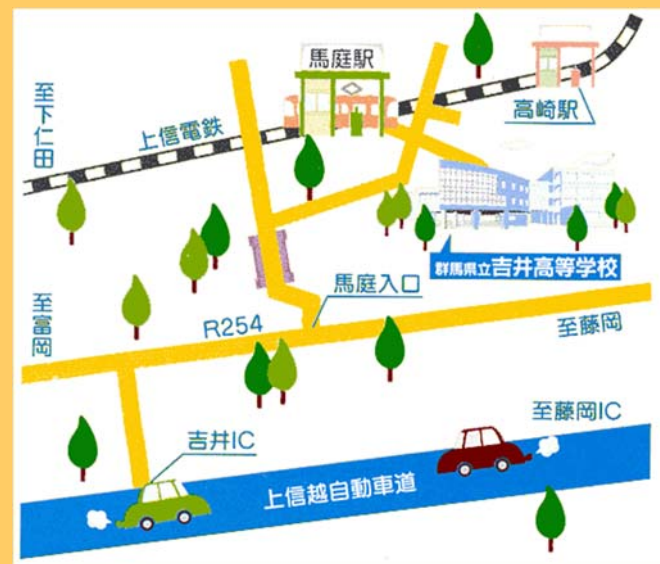 馬庭駅
高崎駅
至下仁田
上信電鉄
群馬県立吉井高等学校
馬庭入口
至富岡
R254
至藤岡
至藤岡IC
吉井IC
上信越自動車道